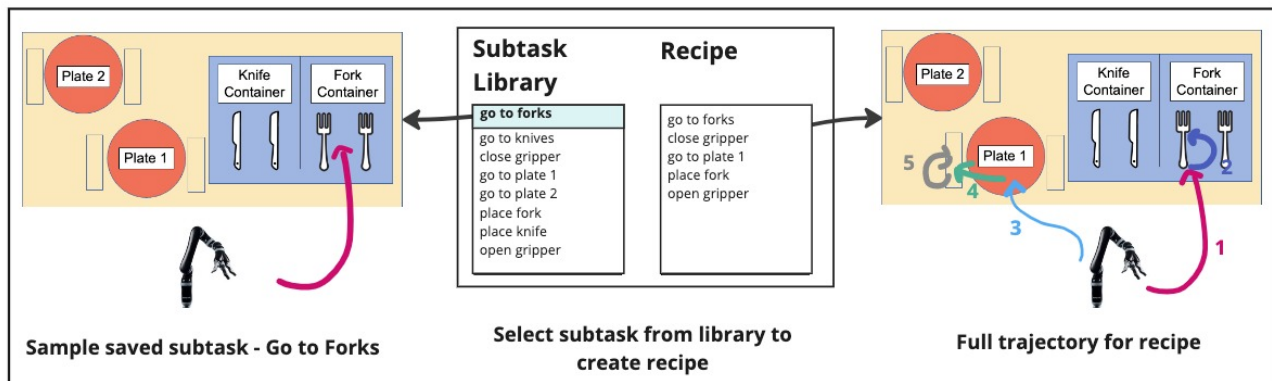 Plate 2
Knife
Container
Fork
Container
Plate 1
Sample saved subtask - Go to Forks
Subtask
Library
go to forks
go to knives
close gripper
go to plate 1
go to plate 2
place fork
place knife
open gripper
Recipe
go to forks
close gripper
go to plate 1
place fork
open gripper
Select subtask from library to
create recipe
Plate 2
Knife
Container
Fork
Container
Plate 1
5
4
2
3
1
Full trajectory for recipe